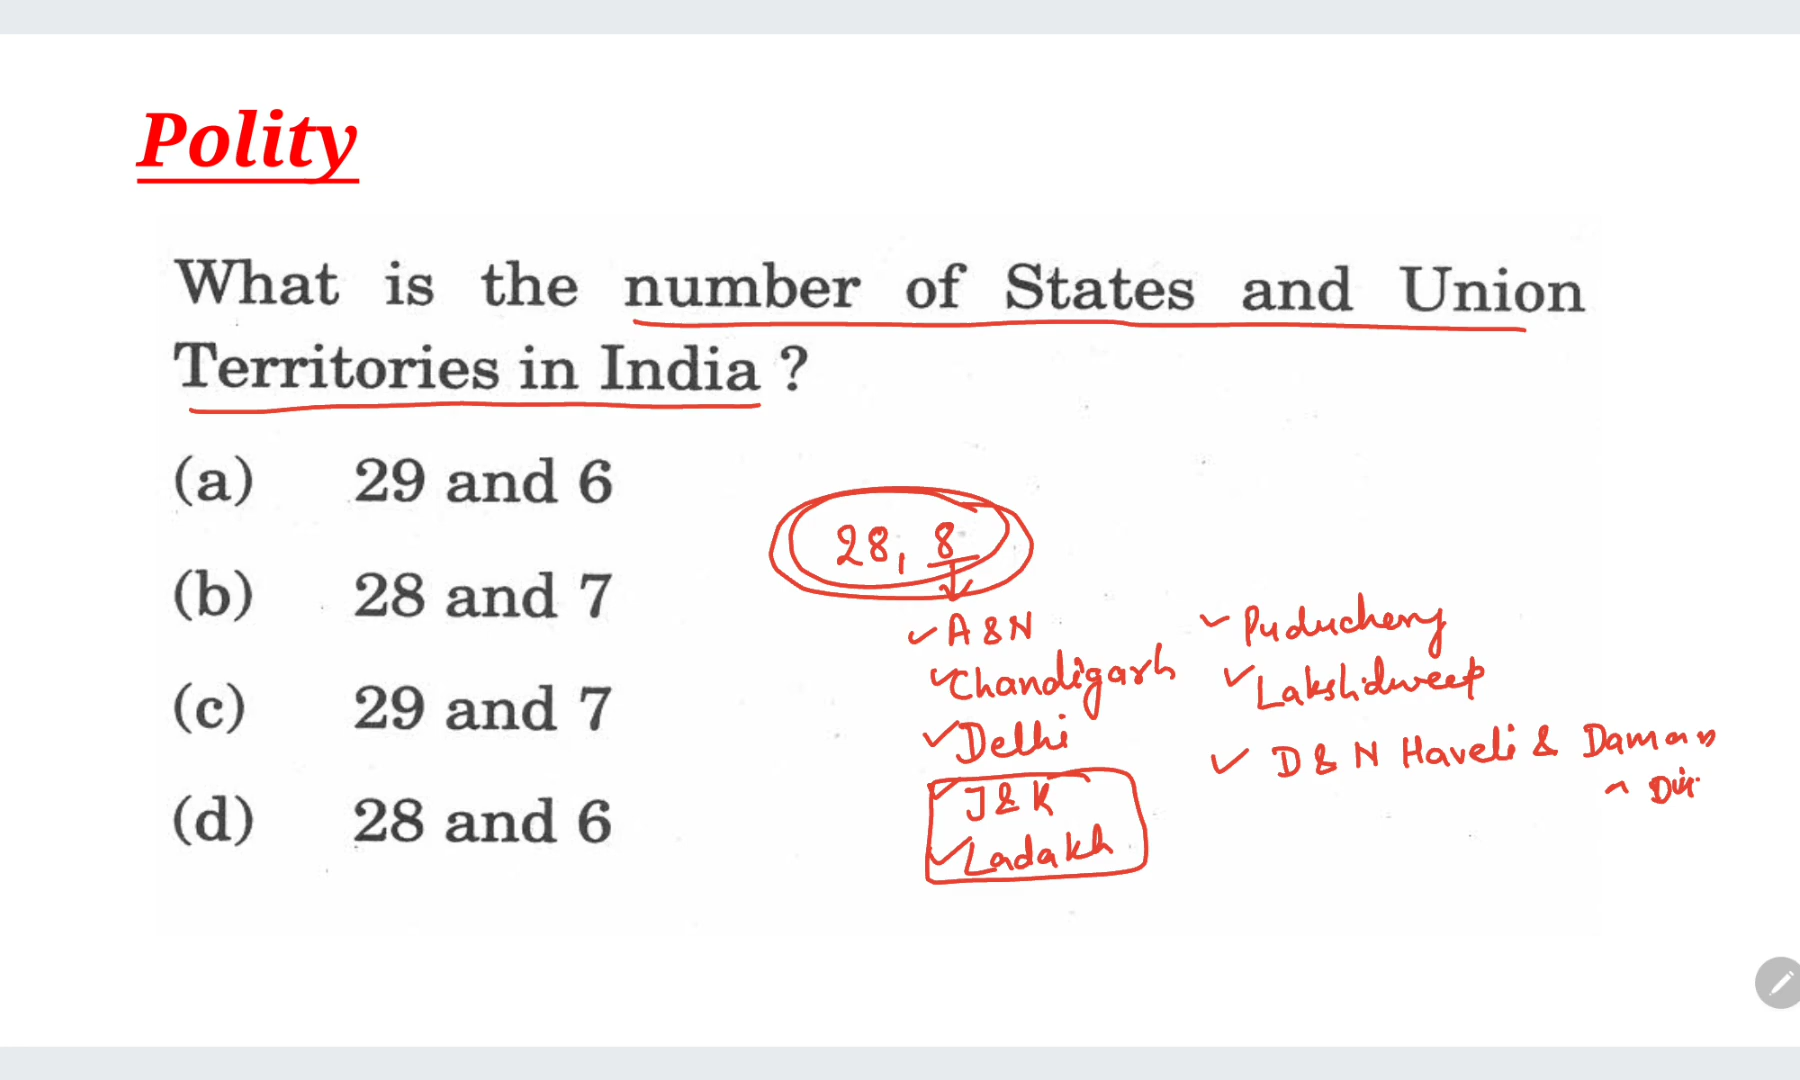 Polity
What is the number of States and Union
Territories in India ?
(a) 29 and 6
(b) 28 and 7
(c) 29 and 7
(d) 28 and 6
28, 8
A & N
Chandigarh
Delhi
J & K
Ladakh
Puducherry
Lakshdweep
D & N Haveli & Daman
Diu